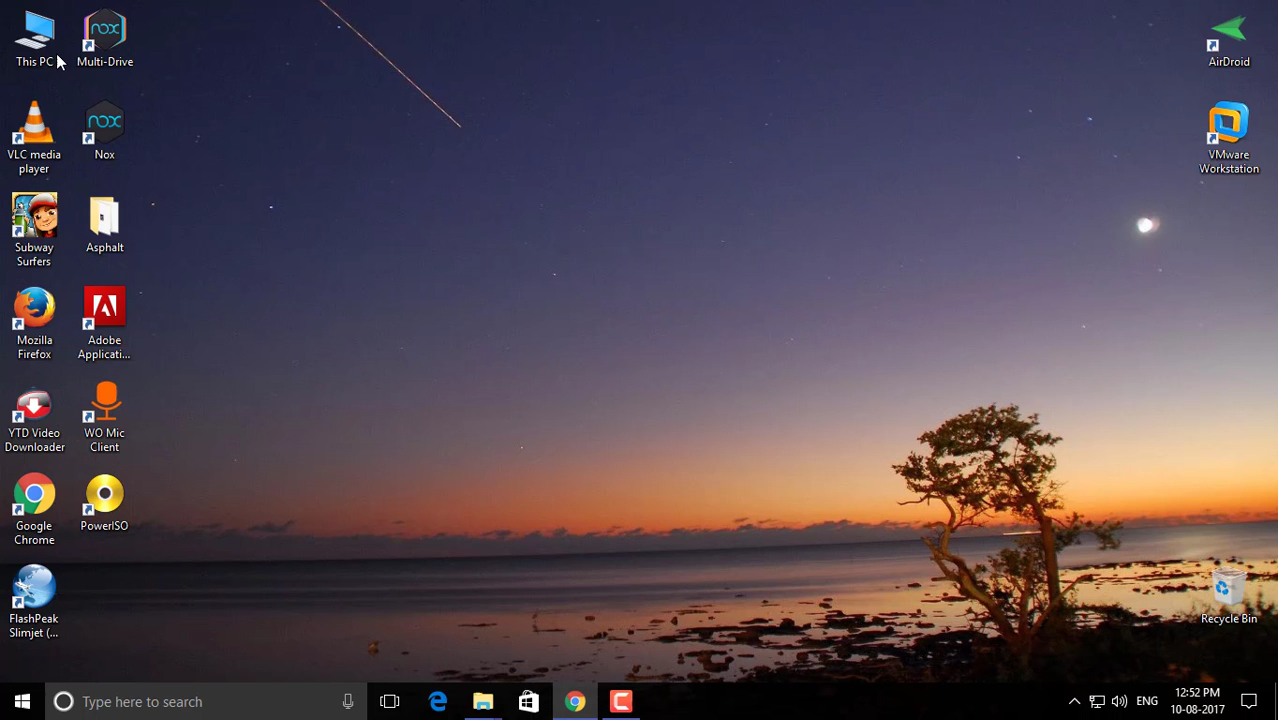 This PC
nox
Multi-Drive
AirDroid
VLC media
player
nox
Nox
VMware
Workstation
Subway
Surfers
Asphalt
Mozilla
Firefox
Adobe
Applicati...
YTD Video
Downloader
WO Mic
Client
Google
Chrome
PowerISO
FlashPeak
Slimjet (...
Recycle Bin
Type here to search
ENG
12:52 PM
10-08-2017